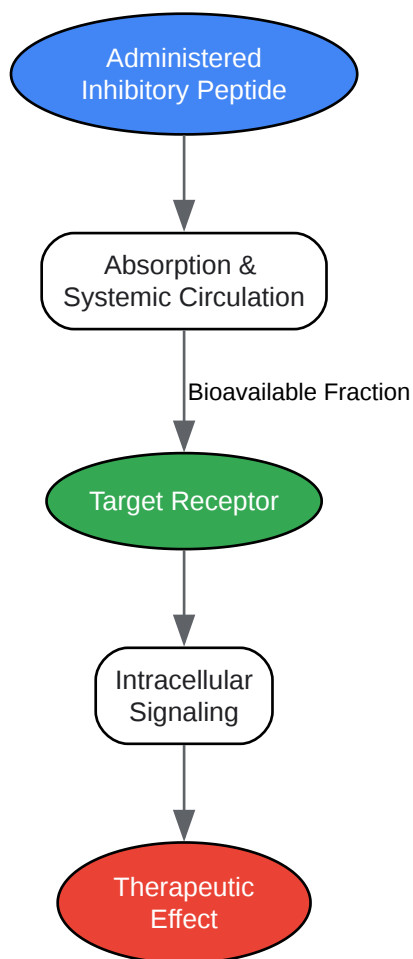 Administered
Inhibitory Peptide
Absorption &
Systemic Circulation
Bioavailable Fraction
Target Receptor
Intracellular
Signaling
Therapeutic
Effect